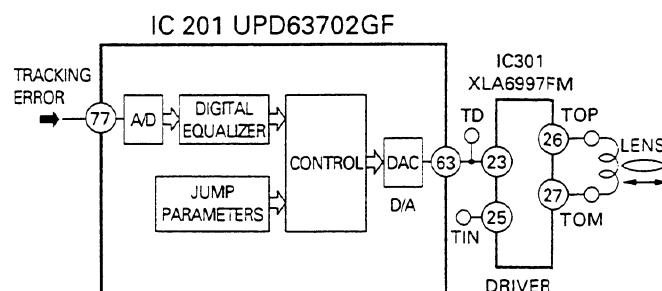 IC 201 UPD63702GF
IC301
XLA6997FM
TRACKING
ERROR
77
A/D
DIGITAL
EQUALIZER
JUMP
PARAMETERS
CONTROL
DAC
D/A
63
TD
23
25
TIN
26
27
TOP
TOM
LENS
DRIVER